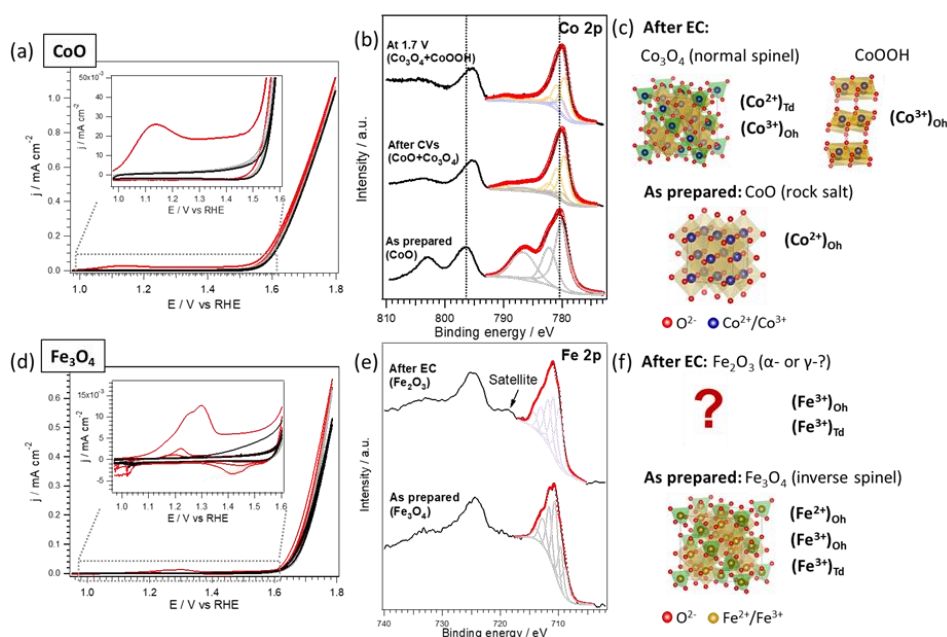 (a)
CoO
j / mA cm⁻²
1.0
0.8
0.6
0.4
0.2
0.0
1.0
1.2
1.4
1.6
1.8
E / V vs RHE
50x10⁻³
40
30
20
10
0
j / mA cm⁻²
1.0
1.1
1.2
1.3
1.4
1.5
1.6
E / V vs RHE
(b)
Co 2p
At 1.7 V
(Co₃O₄+CoOOH)
After CVs
(CoO+Co₃O₄)
As prepared
(CoO)
Intensity / a.u.
810
800
790
780
Binding energy / eV
(c)
After EC:
Co₃O₄ (normal spinel)
CoOOH
(Co²⁺)Td
(Co³⁺)Oh
(Co³⁺)Oh
As prepared: CoO (rock salt)
(Co²⁺)Oh
O²⁻
Co²⁺/Co³⁺
(d)
Fe₃O₄
j / mA cm⁻²
0.6
0.5
0.4
0.3
0.2
0.1
0.0
1.0
1.2
1.4
1.6
1.8
E / V vs RHE
15x10⁻³
10
5
0
-5
j / mA cm⁻²
1.0
1.1
1.2
1.3
1.4
1.5
1.6
E / V vs RHE
(e)
Fe 2p
After EC
(Fe₂O₃)
Satellite
As prepared
(Fe₃O₄)
Intensity / a.u.
740
730
720
710
Binding energy / eV
(f)
After EC: Fe₂O₃ (α- or γ-?)
?
(Fe³⁺)Oh
(Fe³⁺)Td
As prepared: Fe₃O₄ (inverse spinel)
(Fe²⁺)Oh
(Fe³⁺)Oh
(Fe³⁺)Td
O²⁻
Fe²⁺/Fe³⁺